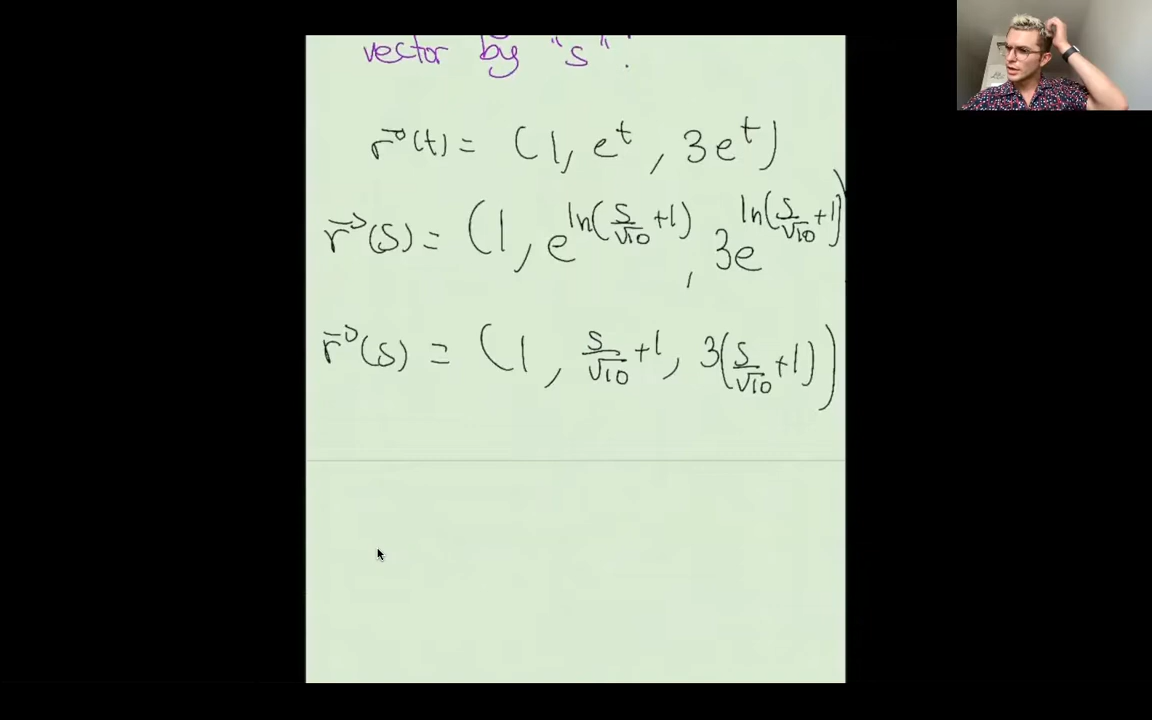 vector by "s".
r⃗(t) = (1, e^t, 3e^t)
r⃗(s) = (1, e^ln(s/√10 +1), 3e^ln(s/√10 +1))
r⃗(s) = (1, s/√10 +1, 3(s/√10 +1))